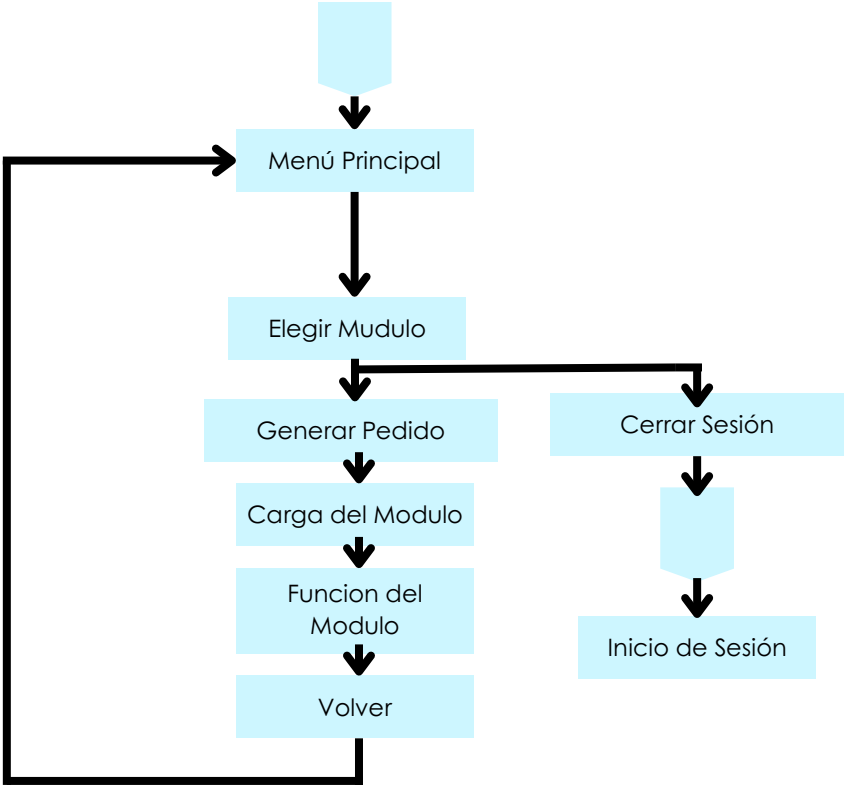 Menú Principal
Elegir Mudulo
Generar Pedido
Cerrar Sesión
Carga del Modulo
Funcion del
Modulo
Inicio de Sesión
Volver